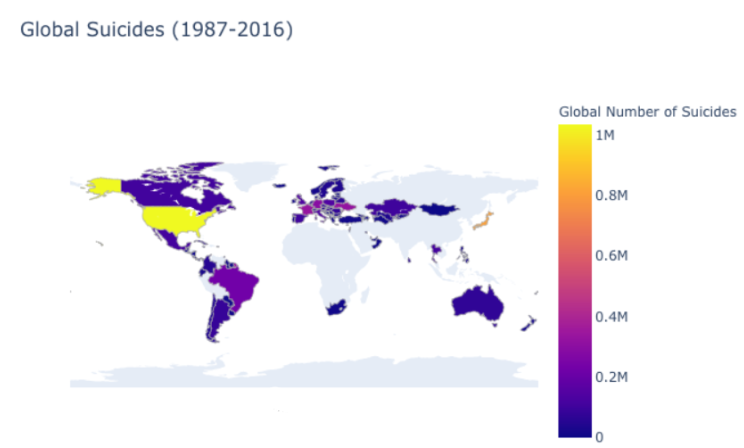 Global Suicides (1987-2016)
Global Number of Suicides
1M
0.8M
0.6M
0.4M
0.2M
0